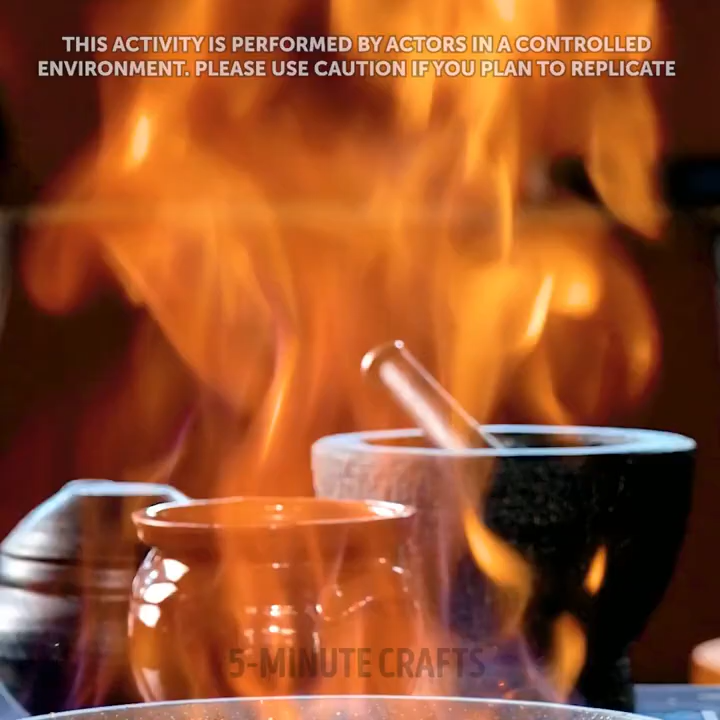 THIS ACTIVITY IS PERFORMED BY ACTORS IN A CONTROLLED
ENVIRONMENT. PLEASE USE CAUTION IF YOU PLAN TO REPLICATE
5-MINUTE CRAFTS